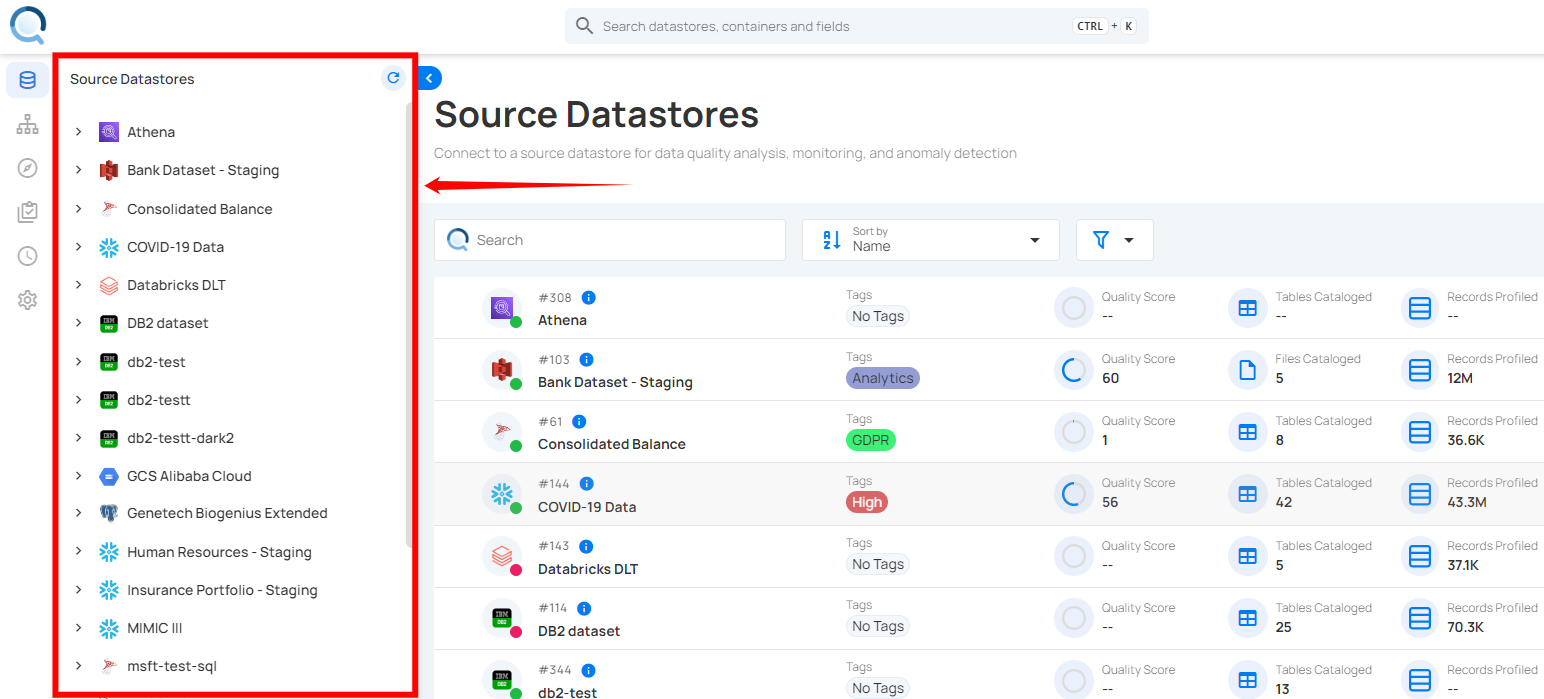 Search datastores, containers and fields
CTRL + K
Source Datastores
Athena
Bank Dataset - Staging
Consolidated Balance
COVID-19 Data
Databricks DLT
DB2 dataset
db2-test
db2-testt
db2-testt-dark2
GCS Alibaba Cloud
Genetech Biogenius Extended
Human Resources - Staging
Insurance Portfolio - Staging
MIMIC III
msft-test-sql
Source Datastores
Connect to a source datastore for data quality analysis, monitoring, and anomaly detection
Search
Sort by
Name
#308
Athena
Tags
No Tags
Quality Score
--
Tables Cataloged
--
Records Profiled
--
#103
Bank Dataset - Staging
Tags
Analytics
Quality Score
60
Files Cataloged
5
Records Profiled
12M
#61
Consolidated Balance
Tags
GDPR
Quality Score
1
Tables Cataloged
8
Records Profiled
36.6K
#144
COVID-19 Data
Tags
High
Quality Score
56
Tables Cataloged
42
Records Profiled
43.3M
#143
Databricks DLT
Tags
No Tags
Quality Score
--
Tables Cataloged
5
Records Profiled
37.1K
#114
DB2 dataset
Tags
No Tags
Quality Score
--
Tables Cataloged
25
Records Profiled
70.3K
#344
db2-test
Tags
No Tags
Quality Score
--
Tables Cataloged
13
Records Profiled
--